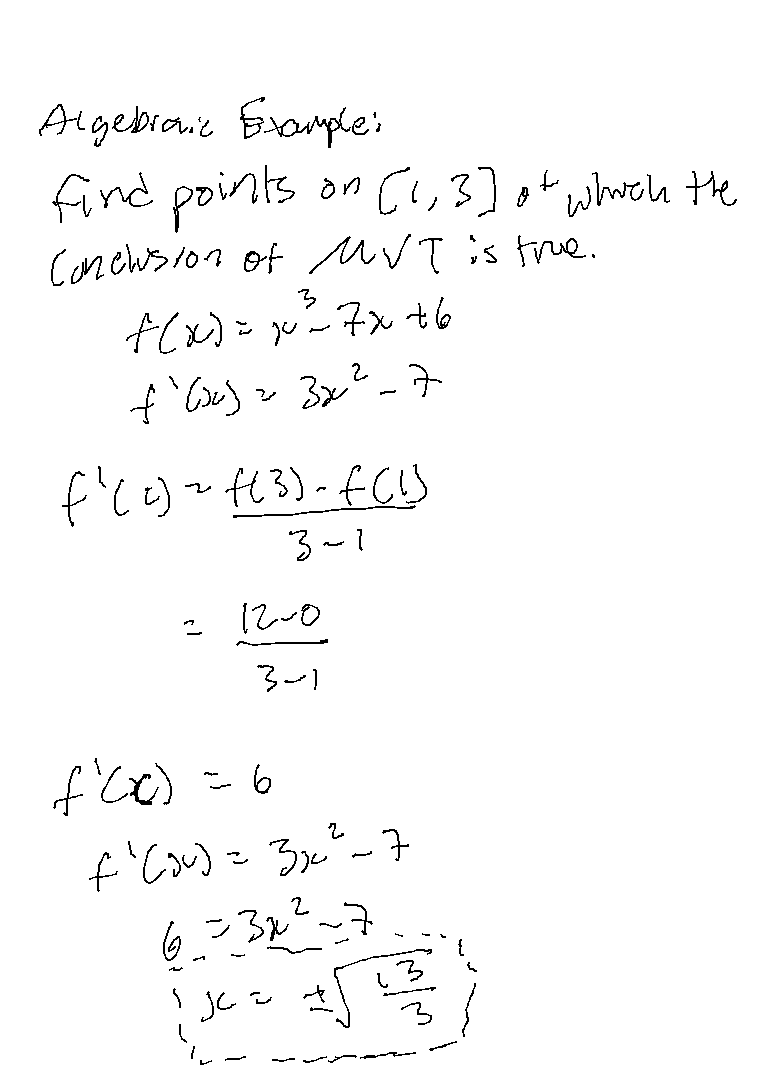 Algebraic Example:
find points on [1, 3] at which the
Conclusion of MVT is true.
f(x) = x³ - 7x + 6
f'(x) = 3x² - 7
f'(c) = f(3) - f(1)
3 - 1
= 12 - 0
3 - 1
f'(c) = 6
f'(x) = 3x² - 7
6 = 3x² - 7
x = ±√13/3